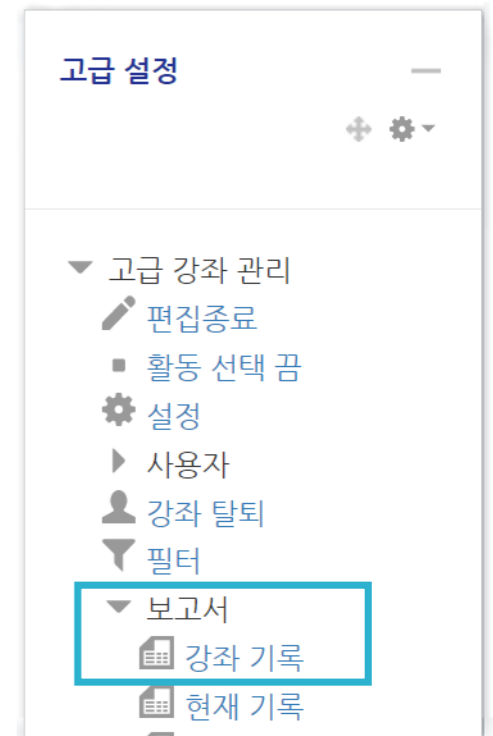 고급 설정
고급 강좌 관리
편집종료
활동 선택 끔
설정
사용자
강좌 탈퇴
필터
보고서
강좌 기록
현재 기록